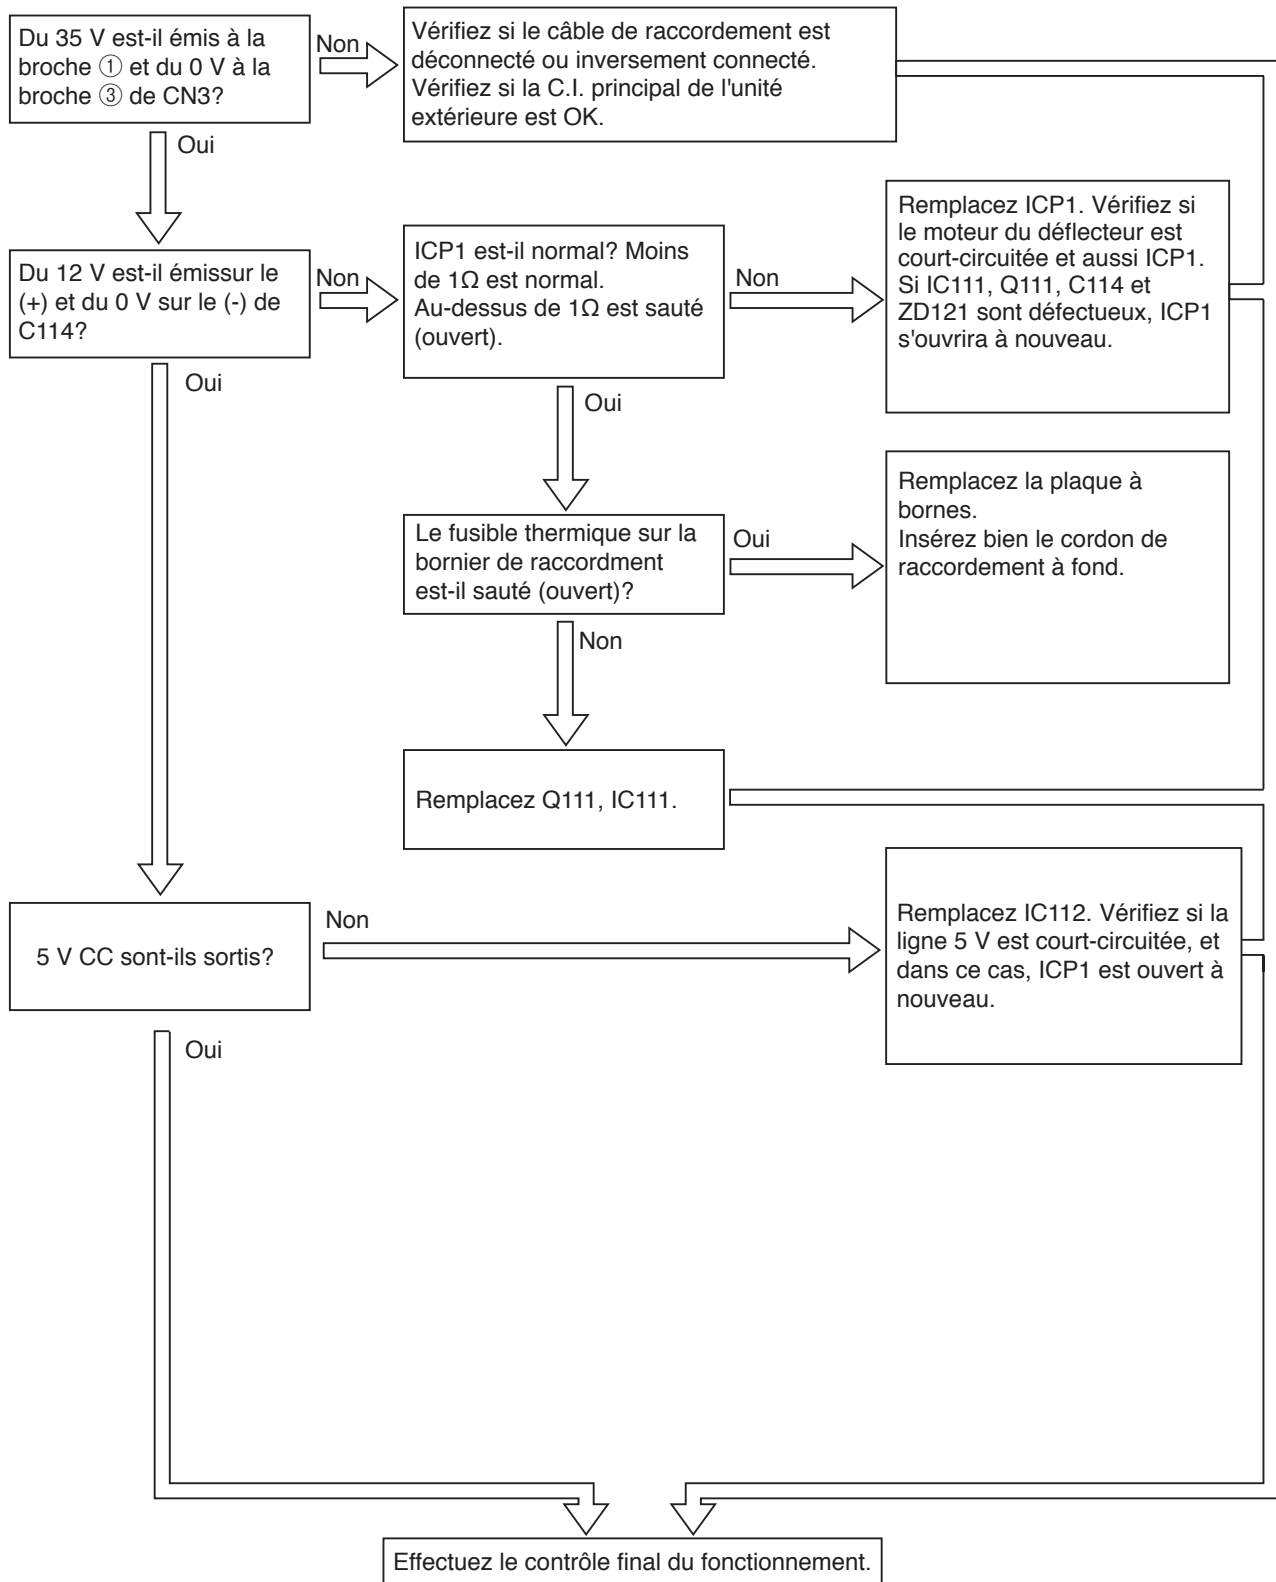 Du 35 V est-il émis à la
broche ① et du 0 V à la
broche ③ de CN3?
Non
Vérifiez si le câble de raccordement est
déconnecté ou inversement connecté.
Vérifiez si la C.I. principal de l'unité
extérieure est OK.
Oui
Du 12 V est-il émissur le
(+) et du 0 V sur le (-) de
C114?
Non
ICP1 est-il normal? Moins
de 1Ω est normal.
Au-dessus de 1Ω est sauté
(ouvert).
Non
Remplacez ICP1. Vérifiez si
le moteur du déflecteur est
court-circuitée et aussi ICP1.
Si IC111, Q111, C114 et
ZD121 sont défectueux, ICP1
s'ouvrira à nouveau.
Oui
Oui
Le fusible thermique sur la
bornier de raccordment
est-il sauté (ouvert)?
Oui
Remplacez la plaque à
bornes.
Insérez bien le cordon de
raccordement à fond.
Non
Remplacez Q111, IC111.
5 V CC sont-ils sortis?
Non
Remplacez IC112. Vérifiez si la
ligne 5 V est court-circuitée, et
dans ce cas, ICP1 est ouvert à
nouveau.
Oui
Effectuez le contrôle final du fonctionnement.